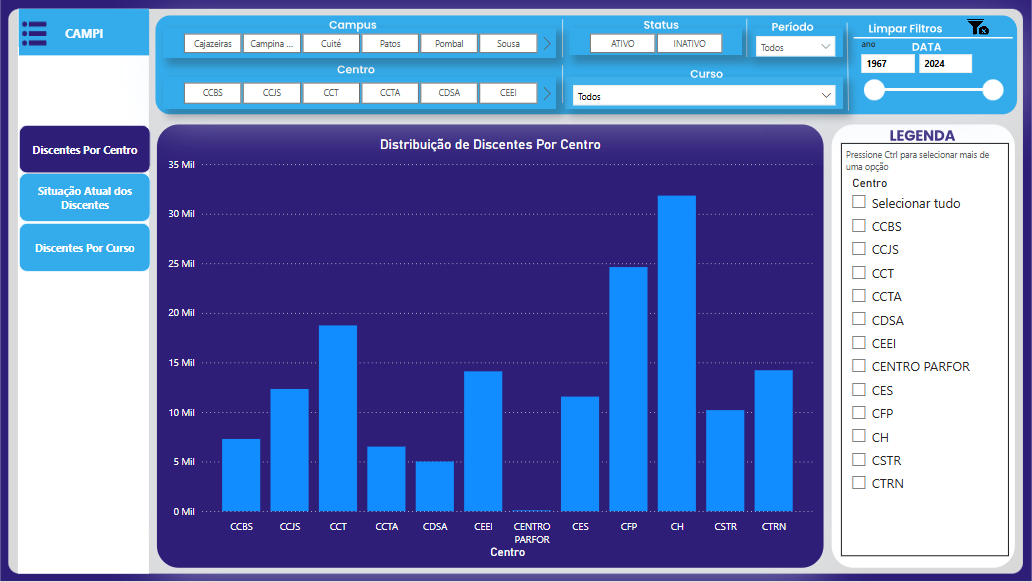 CAMPI
Campus
Cajazeiras
Campina ...
Cuité
Patos
Pombal
Sousa
Centro
CCBS
CCJS
CCT
CCTA
CDSA
CEEI
Status
ATIVO
INATIVO
Período
Todos
Curso
Todos
Limpar Filtros
ano
DATA
1967
2024
Discentes Por Centro
Situação Atual dos
Discentes
Discentes Por Curso
Distribuição de Discentes Por Centro
35 Mil
30 Mil
25 Mil
20 Mil
15 Mil
10 Mil
5 Mil
0 Mil
CCBS
CCJS
CCT
CCTA
CDSA
CEEI
CENTRO
PARFOR
CES
CFP
CH
CSTR
CTRN
Centro
LEGENDA
Pressione Ctrl para selecionar mais de
uma opção
Centro
Selecionar tudo
CCBS
CCJS
CCT
CCTA
CDSA
CEEI
CENTRO PARFOR
CES
CFP
CH
CSTR
CTRN